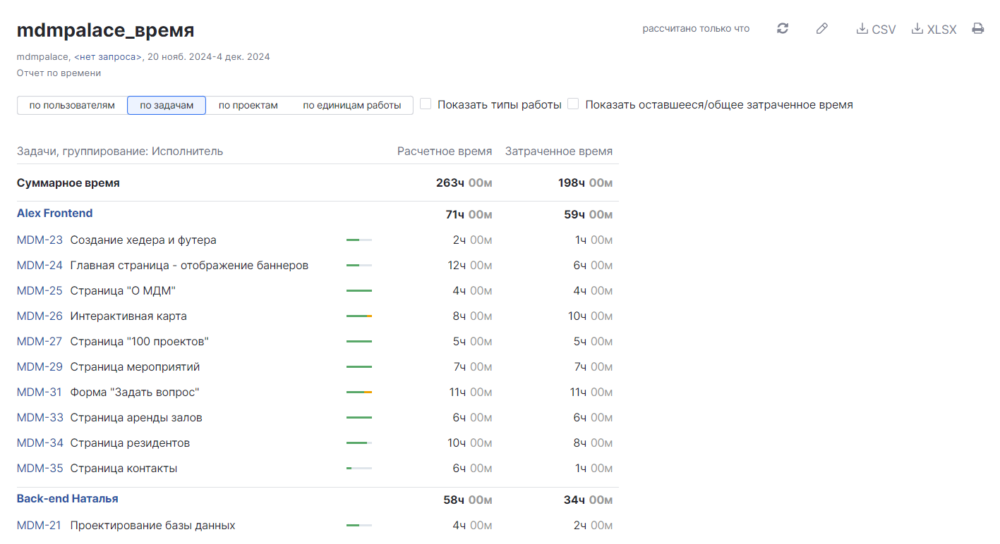 mdmpalace_время
рассчитано только что CSV XLSX
mdmpalace, <нет запроса>, 20 нояб. 2024-4 дек. 2024
Отчет по времени
по пользователям по задачам по проектам по единицам работы Показать типы работы Показать оставшееся/общее затраченное время
Задачи, группирование: Исполнитель Расчетное время Затраченное время
Суммарное время 263ч 00м 198ч 00м
Alex Frontend 71ч 00м 59ч 00м
MDM-23 Создание хедера и футера 2ч 00м 1ч 00м
MDM-24 Главная страница - отображение баннеров 12ч 00м 6ч 00м
MDM-25 Страница "О МДМ" 4ч 00м 4ч 00м
MDM-26 Интерактивная карта 8ч 00м 10ч 00м
MDM-27 Страница "100 проектов" 5ч 00м 5ч 00м
MDM-29 Страница мероприятий 7ч 00м 7ч 00м
MDM-31 Форма "Задать вопрос" 11ч 00м 11ч 00м
MDM-33 Страница аренды залов 6ч 00м 6ч 00м
MDM-34 Страница резидентов 10ч 00м 8ч 00м
MDM-35 Страница контакты 6ч 00м 1ч 00м
Back-end Наталья 58ч 00м 34ч 00м
MDM-21 Проектирование базы данных 4ч 00м 2ч 00м